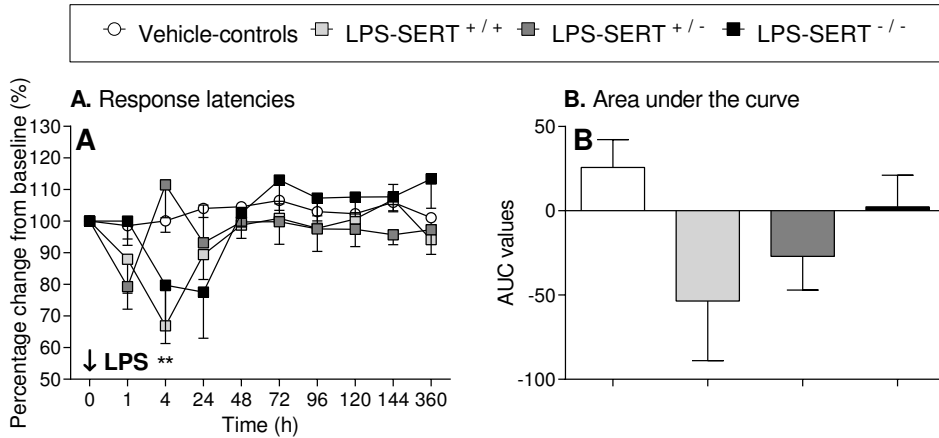 Vehicle-controls LPS-SERT +/+ LPS-SERT +/- LPS-SERT -/-
A. Response latencies
B. Area under the curve
Percentage change from baseline (%)
130
120
110
100
90
80
70
60
50
A
↓ LPS **
0 1 4 24 48 72 96 120 144 360
Time (h)
AUC values
50
0
-50
-100
B